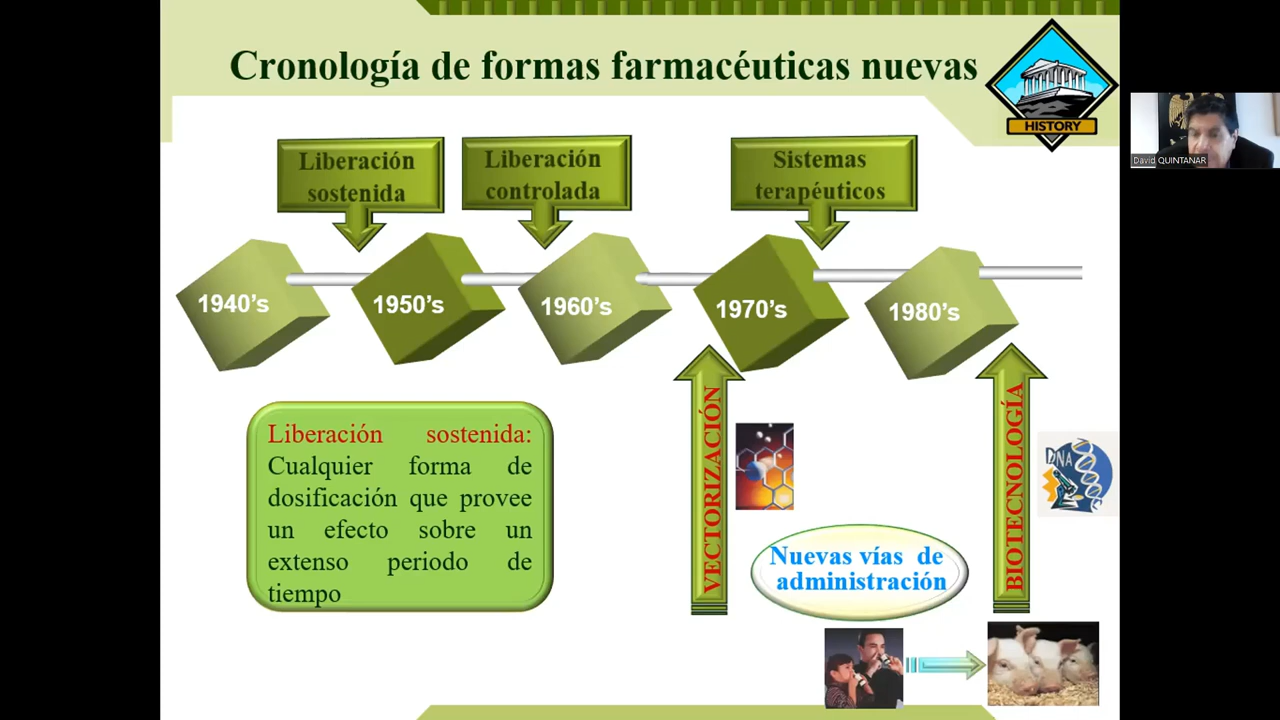 Cronología de formas farmacéuticas nuevas
HISTORY
David QUINTANAR
Liberación
sostenida
Liberación
controlada
Sistemas
terapéuticos
1940's
1950's
1960's
1970's
1980's
Liberación sostenida:
Cualquier forma de
dosificación que provee
un efecto sobre un
extenso periodo de
tiempo
VECTORIZACIÓN
Nuevas vías de
administración
BIOTECNOLOGÍA
DNA